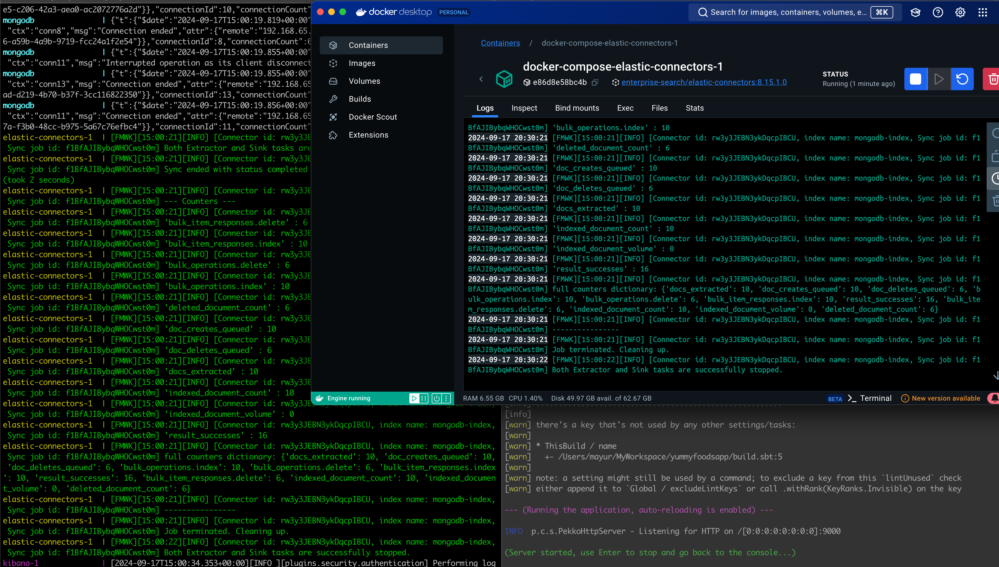 e5-c206-42a3-aea0-ac2072776a2d"}},"connectionId":10,"connectionCount"
mongodb | {"t":{"$date":"2024-09-17T15:00:19.819+00:00"
"ctx":"conn8","msg":"Connection ended","attr":{"remote":"192.168.65.
6-a59b-4a9b-9719-fcc24a1f2e54"}},"connectionId":8,"connectionCount":6
mongodb | {"t":{"$date":"2024-09-17T15:00:19.855+00:00"
"ctx":"conn11","msg":"Interrupted operation as its client disconnect
mongodb | {"t":{"$date":"2024-09-17T15:00:19.855+00:00"
"ctx":"conn13","msg":"Connection ended","attr":{"remote":"192.168.65
ad-d219-4b70-b37f-3cc116822350"}},"connectionId":13,"connectionCount"
mongodb | {"t":{"$date":"2024-09-17T15:00:19.856+00:00"
"ctx":"conn11","msg":"Connection ended","attr":{"remote":"192.168.65
7a-f3b0-48cc-b975-5a67c76efbc4"}},"connectionId":11,"connectionCount"
elastic-connectors-1 | [FMWK][15:00:21][INFO] [Connector id: rw3y3JE
Sync job id: f1BfAJIBybqWHOCwst0m] Both Extractor and Sink tasks are
elastic-connectors-1 | [FMWK][15:00:21][INFO] [Connector id: rw3y3JE
Sync job id: f1BfAJIBybqWHOCwst0m] Sync ended with status completed
(took 2 seconds)
elastic-connectors-1 | [FMWK][15:00:21][INFO] [Connector id: rw3y3JE
Sync job id: f1BfAJIBybqWHOCwst0m] --- Counters ---
elastic-connectors-1 | [FMWK][15:00:21][INFO] [Connector id: rw3y3JE
Sync job id: f1BfAJIBybqWHOCwst0m] 'bulk_item_responses.delete' : 6
elastic-connectors-1 | [FMWK][15:00:21][INFO] [Connector id: rw3y3JE
Sync job id: f1BfAJIBybqWHOCwst0m] 'bulk_item_responses.index' : 10
elastic-connectors-1 | [FMWK][15:00:21][INFO] [Connector id: rw3y3JE
Sync job id: f1BfAJIBybqWHOCwst0m] 'bulk_operations.delete' : 6
elastic-connectors-1 | [FMWK][15:00:21][INFO] [Connector id: rw3y3JE
Sync job id: f1BfAJIBybqWHOCwst0m] 'bulk_operations.index' : 10
elastic-connectors-1 | [FMWK][15:00:21][INFO] [Connector id: rw3y3JE
Sync job id: f1BfAJIBybqWHOCwst0m] 'deleted_document_count' : 6
elastic-connectors-1 | [FMWK][15:00:21][INFO] [Connector id: rw3y3JE
Sync job id: f1BfAJIBybqWHOCwst0m] 'doc_creates_queued' : 10
elastic-connectors-1 | [FMWK][15:00:21][INFO] [Connector id: rw3y3JE
Sync job id: f1BfAJIBybqWHOCwst0m] 'doc_deletes_queued' : 6
elastic-connectors-1 | [FMWK][15:00:21][INFO] [Connector id: rw3y3JE
Sync job id: f1BfAJIBybqWHOCwst0m] 'docs_extracted' : 10
elastic-connectors-1 | [FMWK][15:00:21][INFO] [Connector id: rw3y3JE
Sync job id: f1BfAJIBybqWHOCwst0m] 'indexed_document_count' : 10
elastic-connectors-1 | [FMWK][15:00:21][INFO] [Connector id: rw3y3JEBN3ykDqcpIBCU, index name: mongodb-index,
Sync job id: f1BfAJIBybqWHOCwst0m] 'indexed_document_volume' : 0
elastic-connectors-1 | [FMWK][15:00:21][INFO] [Connector id: rw3y3JEBN3ykDqcpIBCU, index name: mongodb-index,
Sync job id: f1BfAJIBybqWHOCwst0m] 'result_successes' : 16
elastic-connectors-1 | [FMWK][15:00:21][INFO] [Connector id: rw3y3JEBN3ykDqcpIBCU, index name: mongodb-index,
Sync job id: f1BfAJIBybqWHOCwst0m] full counters dictionary: {'docs_extracted': 10, 'doc_creates_queued': 10,
'doc_deletes_queued': 6, 'bulk_operations.index': 10, 'bulk_operations.delete': 6, 'bulk_item_responses.index
': 10, 'result_successes': 16, 'bulk_item_responses.delete': 6, 'indexed_document_count': 10, 'indexed_documen
t_volume': 0, 'deleted_document_count': 6}
elastic-connectors-1 | [FMWK][15:00:21][INFO] [Connector id: rw3y3JEBN3ykDqcpIBCU, index name: mongodb-index,
Sync job id: f1BfAJIBybqWHOCwst0m] ----------------
elastic-connectors-1 | [FMWK][15:00:21][INFO] [Connector id: rw3y3JEBN3ykDqcpIBCU, index name: mongodb-index,
Sync job id: f1BfAJIBybqWHOCwst0m] Job terminated. Cleaning up.
elastic-connectors-1 | [FMWK][15:00:22][INFO] [Connector id: rw3y3JEBN3ykDqcpIBCU, index name: mongodb-index,
Sync job id: f1BfAJIBybqWHOCwst0m] Both Extractor and Sink tasks are successfully stopped.
kibana-1 | [2024-09-17T15:00:34.353+00:00][INFO ][plugins.security.authentication] Performing log
docker desktop PERSONAL
Search for images, containers, volumes, e... ⌘K
Containers
Images
Volumes
Builds
Docker Scout
Extensions
Containers / docker-compose-elastic-connectors-1
docker-compose-elastic-connectors-1
e86d8e58bc4b enterprise-search/elastic-connectors:8.15.1.0
STATUS
Running (1 minute ago)
Logs Inspect Bind mounts Exec Files Stats
BfAJIBybqWHOCwst0m] 'bulk_operations.index' : 10
2024-09-17 20:30:21 [FMWK][15:00:21][INFO] [Connector id: rw3y3JEBN3ykDqcpIBCU, index name: mongodb-index, Sync job id: f1
BfAJIBybqWHOCwst0m] 'deleted_document_count' : 6
2024-09-17 20:30:21 [FMWK][15:00:21][INFO] [Connector id: rw3y3JEBN3ykDqcpIBCU, index name: mongodb-index, Sync job id: f1
BfAJIBybqWHOCwst0m] 'doc_creates_queued' : 10
2024-09-17 20:30:21 [FMWK][15:00:21][INFO] [Connector id: rw3y3JEBN3ykDqcpIBCU, index name: mongodb-index, Sync job id: f1
BfAJIBybqWHOCwst0m] 'doc_deletes_queued' : 6
2024-09-17 20:30:21 [FMWK][15:00:21][INFO] [Connector id: rw3y3JEBN3ykDqcpIBCU, index name: mongodb-index, Sync job id: f1
BfAJIBybqWHOCwst0m] 'docs_extracted' : 10
2024-09-17 20:30:21 [FMWK][15:00:21][INFO] [Connector id: rw3y3JEBN3ykDqcpIBCU, index name: mongodb-index, Sync job id: f1
BfAJIBybqWHOCwst0m] 'indexed_document_count' : 10
2024-09-17 20:30:21 [FMWK][15:00:21][INFO] [Connector id: rw3y3JEBN3ykDqcpIBCU, index name: mongodb-index, Sync job id: f1
BfAJIBybqWHOCwst0m] 'indexed_document_volume' : 0
2024-09-17 20:30:21 [FMWK][15:00:21][INFO] [Connector id: rw3y3JEBN3ykDqcpIBCU, index name: mongodb-index, Sync job id: f1
BfAJIBybqWHOCwst0m] 'result_successes' : 16
2024-09-17 20:30:21 [FMWK][15:00:21][INFO] [Connector id: rw3y3JEBN3ykDqcpIBCU, index name: mongodb-index, Sync job id: f1
BfAJIBybqWHOCwst0m] full counters dictionary: {'docs_extracted': 10, 'doc_creates_queued': 10, 'doc_deletes_queued': 6, 'b
ulk_operations.index': 10, 'bulk_operations.delete': 6, 'bulk_item_responses.index': 10, 'result_successes': 16, 'bulk_ite
m_responses.delete': 6, 'indexed_document_count': 10, 'indexed_document_volume': 0, 'deleted_document_count': 6}
2024-09-17 20:30:21 [FMWK][15:00:21][INFO] [Connector id: rw3y3JEBN3ykDqcpIBCU, index name: mongodb-index, Sync job id: f1
BfAJIBybqWHOCwst0m] ----------------
2024-09-17 20:30:21 [FMWK][15:00:21][INFO] [Connector id: rw3y3JEBN3ykDqcpIBCU, index name: mongodb-index, Sync job id: f1
BfAJIBybqWHOCwst0m] Job terminated. Cleaning up.
2024-09-17 20:30:22 [FMWK][15:00:22][INFO] [Connector id: rw3y3JEBN3ykDqcpIBCU, index name: mongodb-index, Sync job id: f1
BfAJIBybqWHOCwst0m] Both Extractor and Sink tasks are successfully stopped.
Engine running
RAM 6.55 GB CPU 1.40% Disk 49.97 GB avail. of 62.67 GB
BETA Terminal New version available
[info]
[warn] there's a key that's not used by any other settings/tasks:
[warn]
[warn] * ThisBuild / name
[warn] +- /Users/mayur/MyWorkspace/yummyfoodsapp/build.sbt:5
[warn]
[warn] note: a setting might still be used by a command; to exclude a key from this `lintUnused` check
[warn] either append it to `Global / excludeLintKeys` or call .withRank(KeyRanks.Invisible) on the key
--- (Running the application, auto-reloading is enabled) ---
INFO p.c.s.PekkoHttpServer - Listening for HTTP on /[0:0:0:0:0:0:0:0]:9000
(Server started, use Enter to stop and go back to the console...)